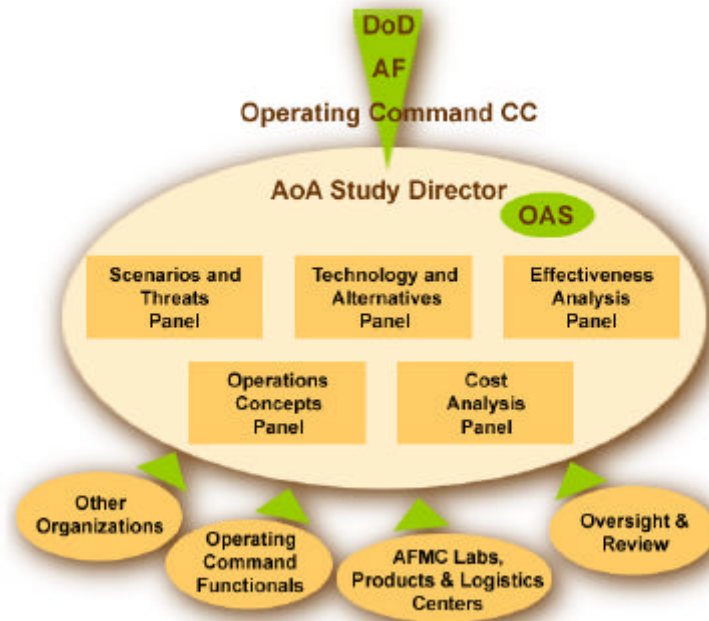 DoD
AF
Operating Command CC
AoA Study Director
OAS
Scenarios and
Threats
Panel
Technology and
Alternatives
Panel
Effectiveness
Analysis
Panel
Operations
Concepts
Panel
Cost
Analysis
Panel
Other
Organizations
Operating
Command
Functionals
AFMC Labs,
Products & Logistics
Centers
Oversight &
Review